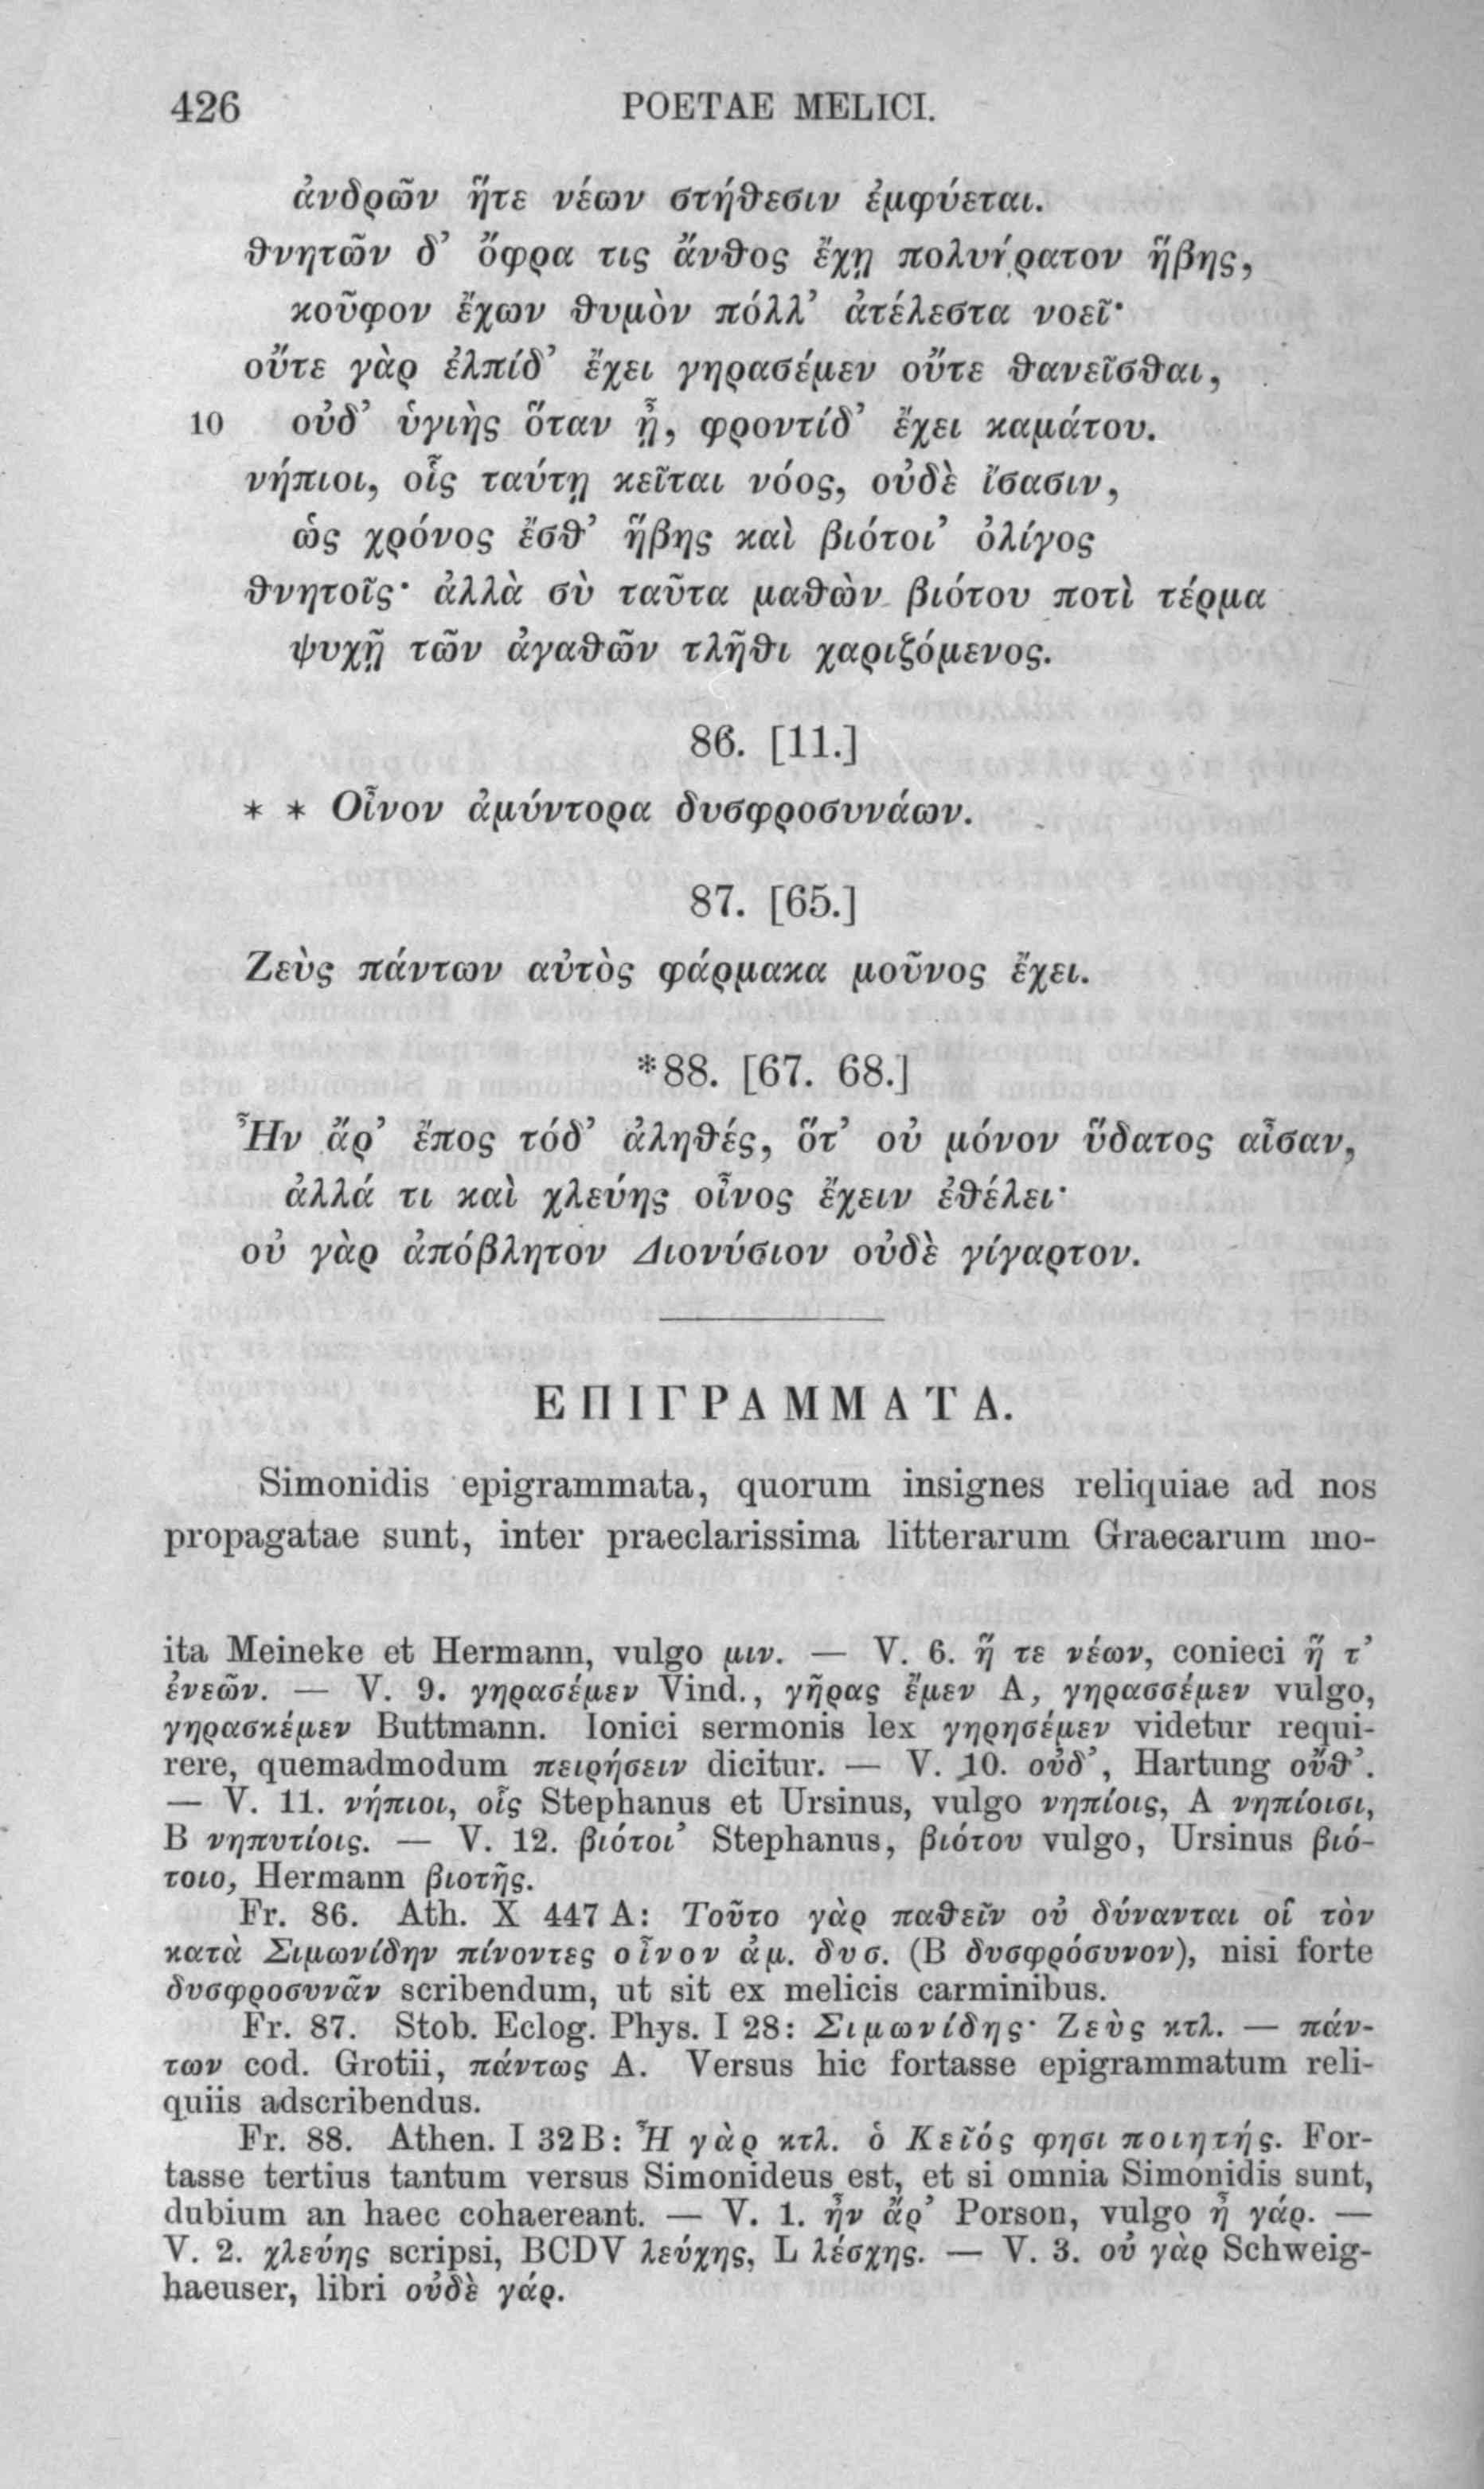 426 POETAE MELICI.
ἀνδρῶν ἥτε νέων στήθεσιν ἐμφύεται.
θνητῶν δ’ ὄφρα τις ἄνθος ἔχῃ πολυήρατον ἥβης,
κοῦφον ἔχων θυμὸν πόλλ’ ἀτέλεστα νοεῖ·
οὔτε γὰρ ἐλπίδ’ ἔχει γηρασέμεν οὔτε θανεῖσθαι,
10 οὐδ’ ὑγιὴς ὅταν ᾖ, φροντίδ’ ἔχει καμάτου.
νήπιοι, οἷς ταύτῃ κεῖται νόος, οὐδὲ ἴσασιν,
ὡς χρόνος ἔσθ’ ἥβης καὶ βιότοι’ ὀλίγος
θνητοῖς· ἀλλὰ σὺ ταῦτα μαθὼν βιότου ποτὶ τέρμα
ψυχῇ τῶν ἀγαθῶν τλῆθι χαριζόμενος.
86. [11.]
* * Οἶνον ἀμύντορα δυσφροσυνάων.
87. [65.]
Ζεὺς πάντων αὐτὸς φάρμακα μοῦνος ἔχει.
*88. [67. 68.]
Ἦν ἄρ’ ἔπος τόδ’ ἀληθές, ὅτ’ οὐ μόνον ὕδατος αἶσαν,
ἀλλά τι καὶ χλεύης οἶνος ἔχειν ἐθέλει·
οὐ γὰρ ἀπόβλητον Διονύσιον οὐδὲ γίγαρτον.
ΕΠΙΓΡΑΜΜΑΤΑ.
Simonidis epigrammata, quorum insignes reliquiae ad nos
propagatae sunt, inter praeclarissima litterarum Graecarum mo-
ita Meineke et Hermann, vulgo μιν. — V. 6. ἥ τε νέων, conieci ἥ τ’
ἐνεῶν. — V. 9. γηρασέμεν Vind., γῆρας ἔμεν A, γηρασσέμεν vulgo,
γηρασκέμεν Buttmann. Ionici sermonis lex γηρησέμεν videtur requi-
rere, quemadmodum πειρήσειν dicitur. — V. 10. οὐδ’, Hartung οὔθ’.
— V. 11. νήπιοι, οἷς Stephanus et Ursinus, vulgo νηπίοις, A νηπίοισι,
B νηπυτίοις. — V. 12. βιότοι’ Stephanus, βιότου vulgo, Ursinus βιό-
τοιο, Hermann βιοτῆς.
Fr. 86. Ath. X 447 A: Τοῦτο γὰρ παθεῖν οὐ δύνανται οἱ τὸν
κατὰ Σιμωνίδην πίνοντες οἶνον ἀμ. δυσ. (B δυσφρόσυνον), nisi forte
δυσφροσυνᾶν scribendum, ut sit ex melicis carminibus.
Fr. 87. Stob. Eclog. Phys. I 28: Σιμωνίδης· Ζεὺς κτλ. — πάν-
των cod. Grotii, πάντως A. Versus hic fortasse epigrammatum reli-
quiis adscribendus.
Fr. 88. Athen. I 32 B: Ἦ γὰρ κτλ. ὁ Κεῖός φησι ποιητής. For-
tasse tertius tantum versus Simonideus est, et si omnia Simonidis sunt,
dubium an haec cohaereant. — V. 1. ἦν ἄρ’ Porson, vulgo ἦ γάρ. —
V. 2. χλεύης scripsi, BCDV λεύχης, L λέσχης. — V. 3. οὐ γὰρ Schweig-
haeuser, libri οὐδὲ γάρ.